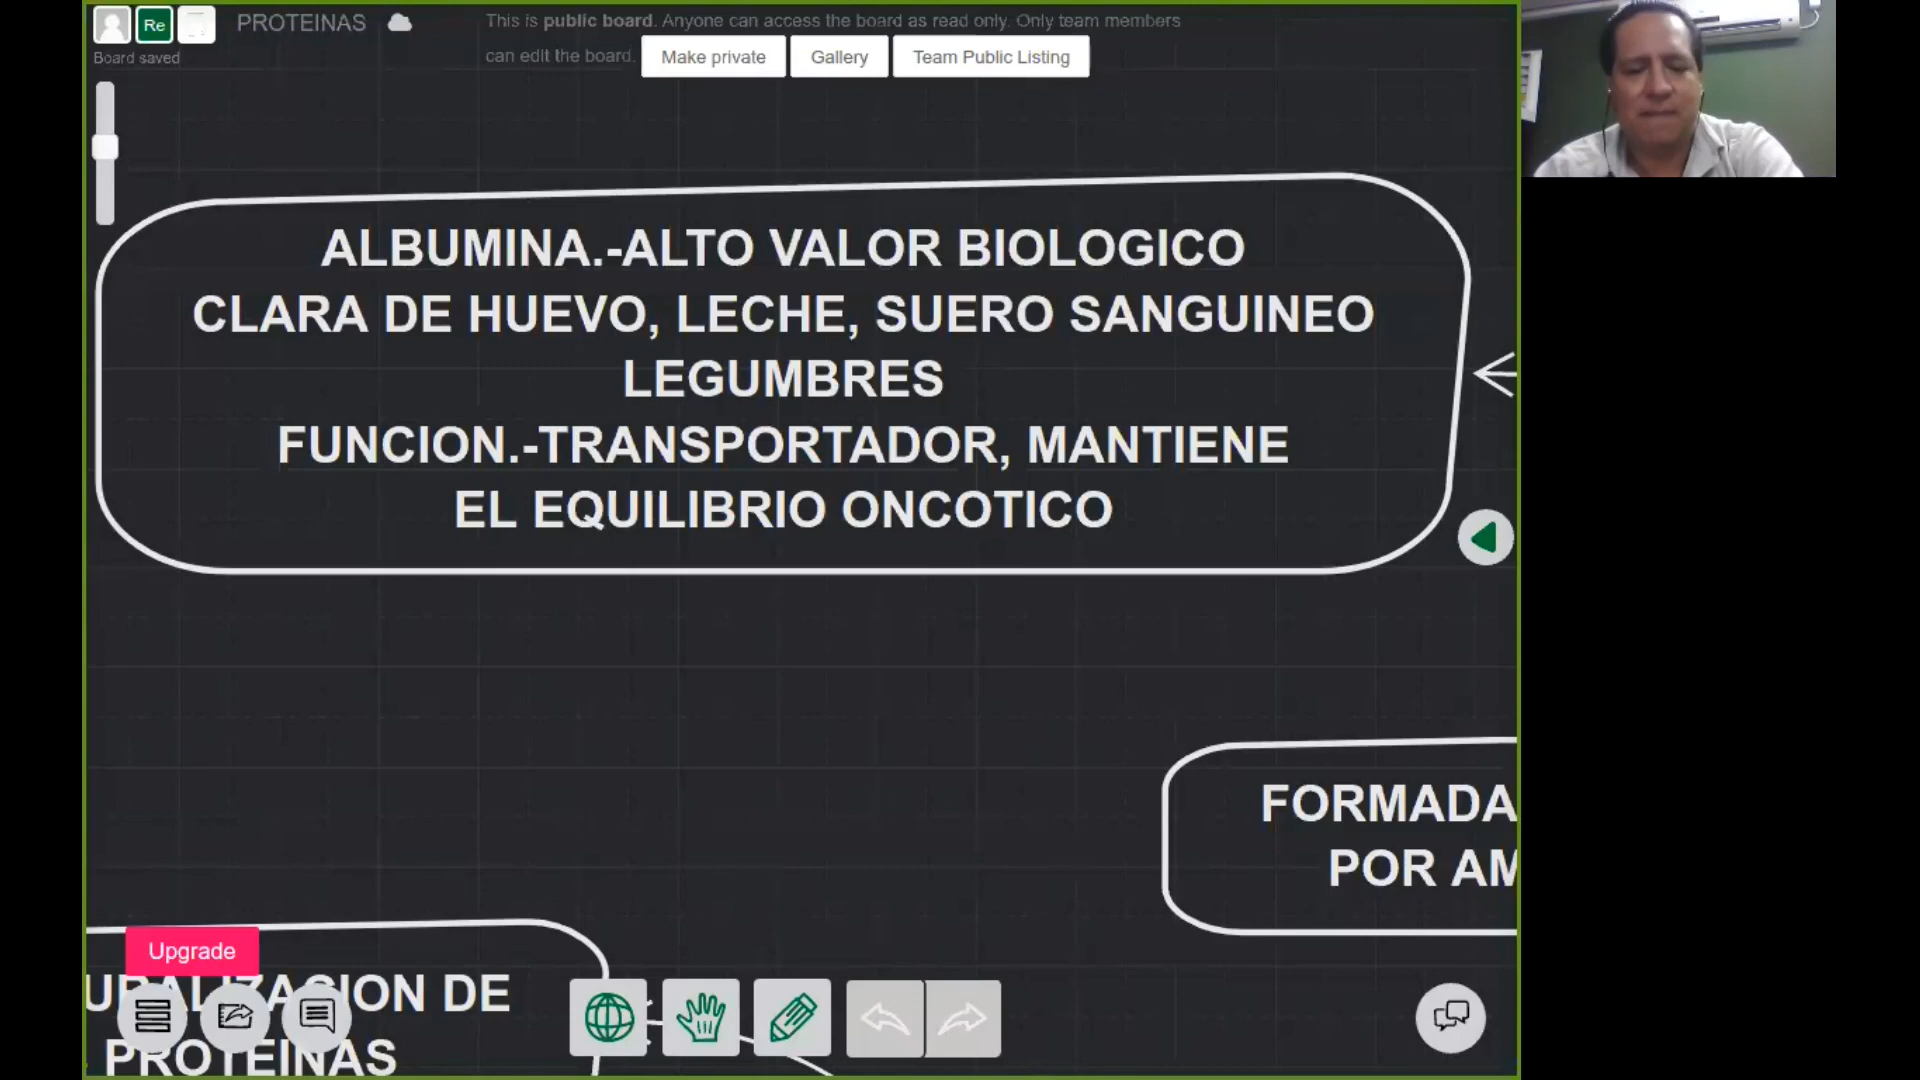 Re
PROTEINAS
This is public board. Anyone can access the board as read only. Only team members
can edit the board.
Make private
Gallery
Team Public Listing
Board saved
ALBUMINA.-ALTO VALOR BIOLOGICO
CLARA DE HUEVO, LECHE, SUERO SANGUINEO
LEGUMBRES
FUNCION.-TRANSPORTADOR, MANTIENE
EL EQUILIBRIO ONCOTICO
FORMADA
POR AM
Upgrade
DE
PROTEINAS